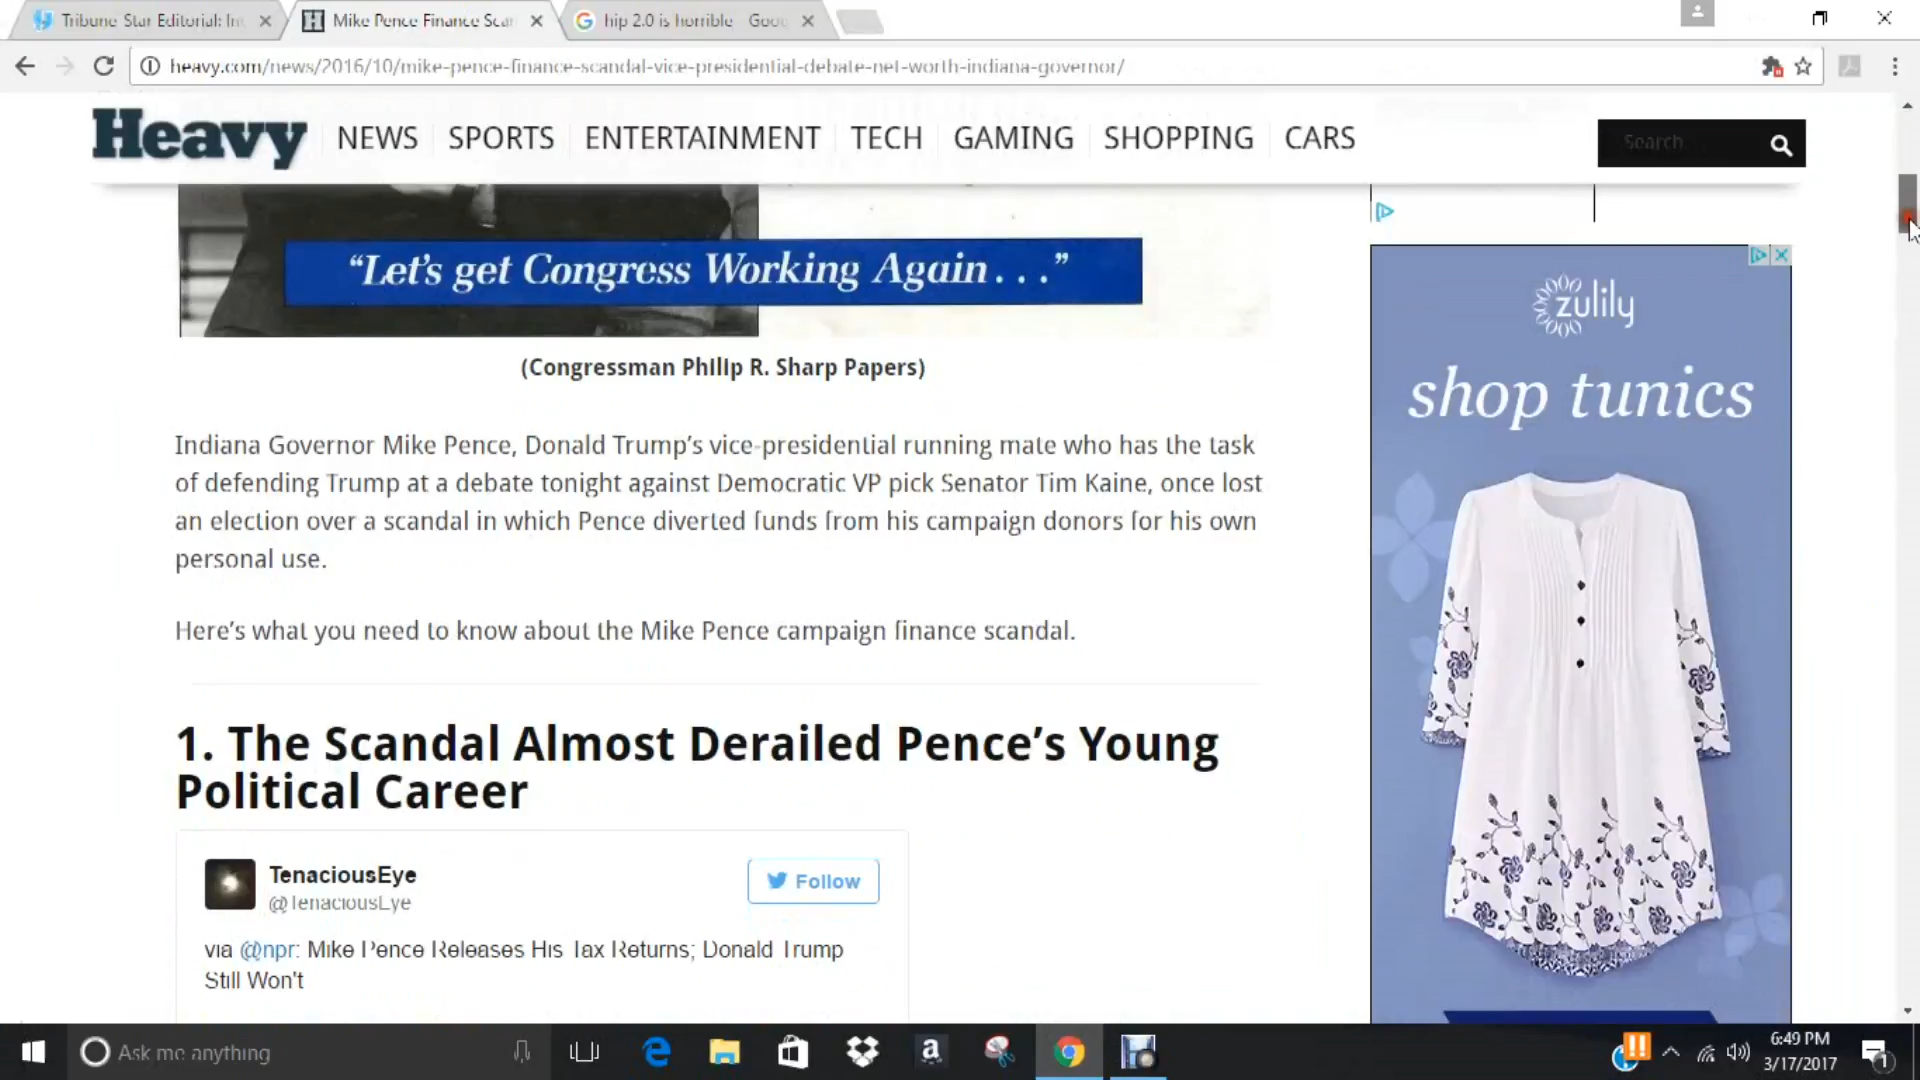 Tribune Star Editorial: In
Mike Pence Finance Scan
hip 2.0 is horrible - Goog
heavy.com/news/2016/10/mike-pence-finance-scandal-vice-presidential-debate-net-worth-indiana-governor/
Heavy NEWS SPORTS ENTERTAINMENT TECH GAMING SHOPPING CARS Search
“Let’s get Congress Working Again . . .”
(Congressman Philip R. Sharp Papers)
Indiana Governor Mike Pence, Donald Trump’s vice-presidential running mate who has the task
of defending Trump at a debate tonight against Democratic VP pick Senator Tim Kaine, once lost
an election over a scandal in which Pence diverted funds from his campaign donors for his own
personal use.
Here’s what you need to know about the Mike Pence campaign finance scandal.
1. The Scandal Almost Derailed Pence’s Young
Political Career
TenaciousEye
@TenaciousEye
Follow
via @npr: Mike Pence Releases His Tax Returns; Donald Trump
Still Won't
zulily
shop tunics
Ask me anything
6:49 PM
3/17/2017
1